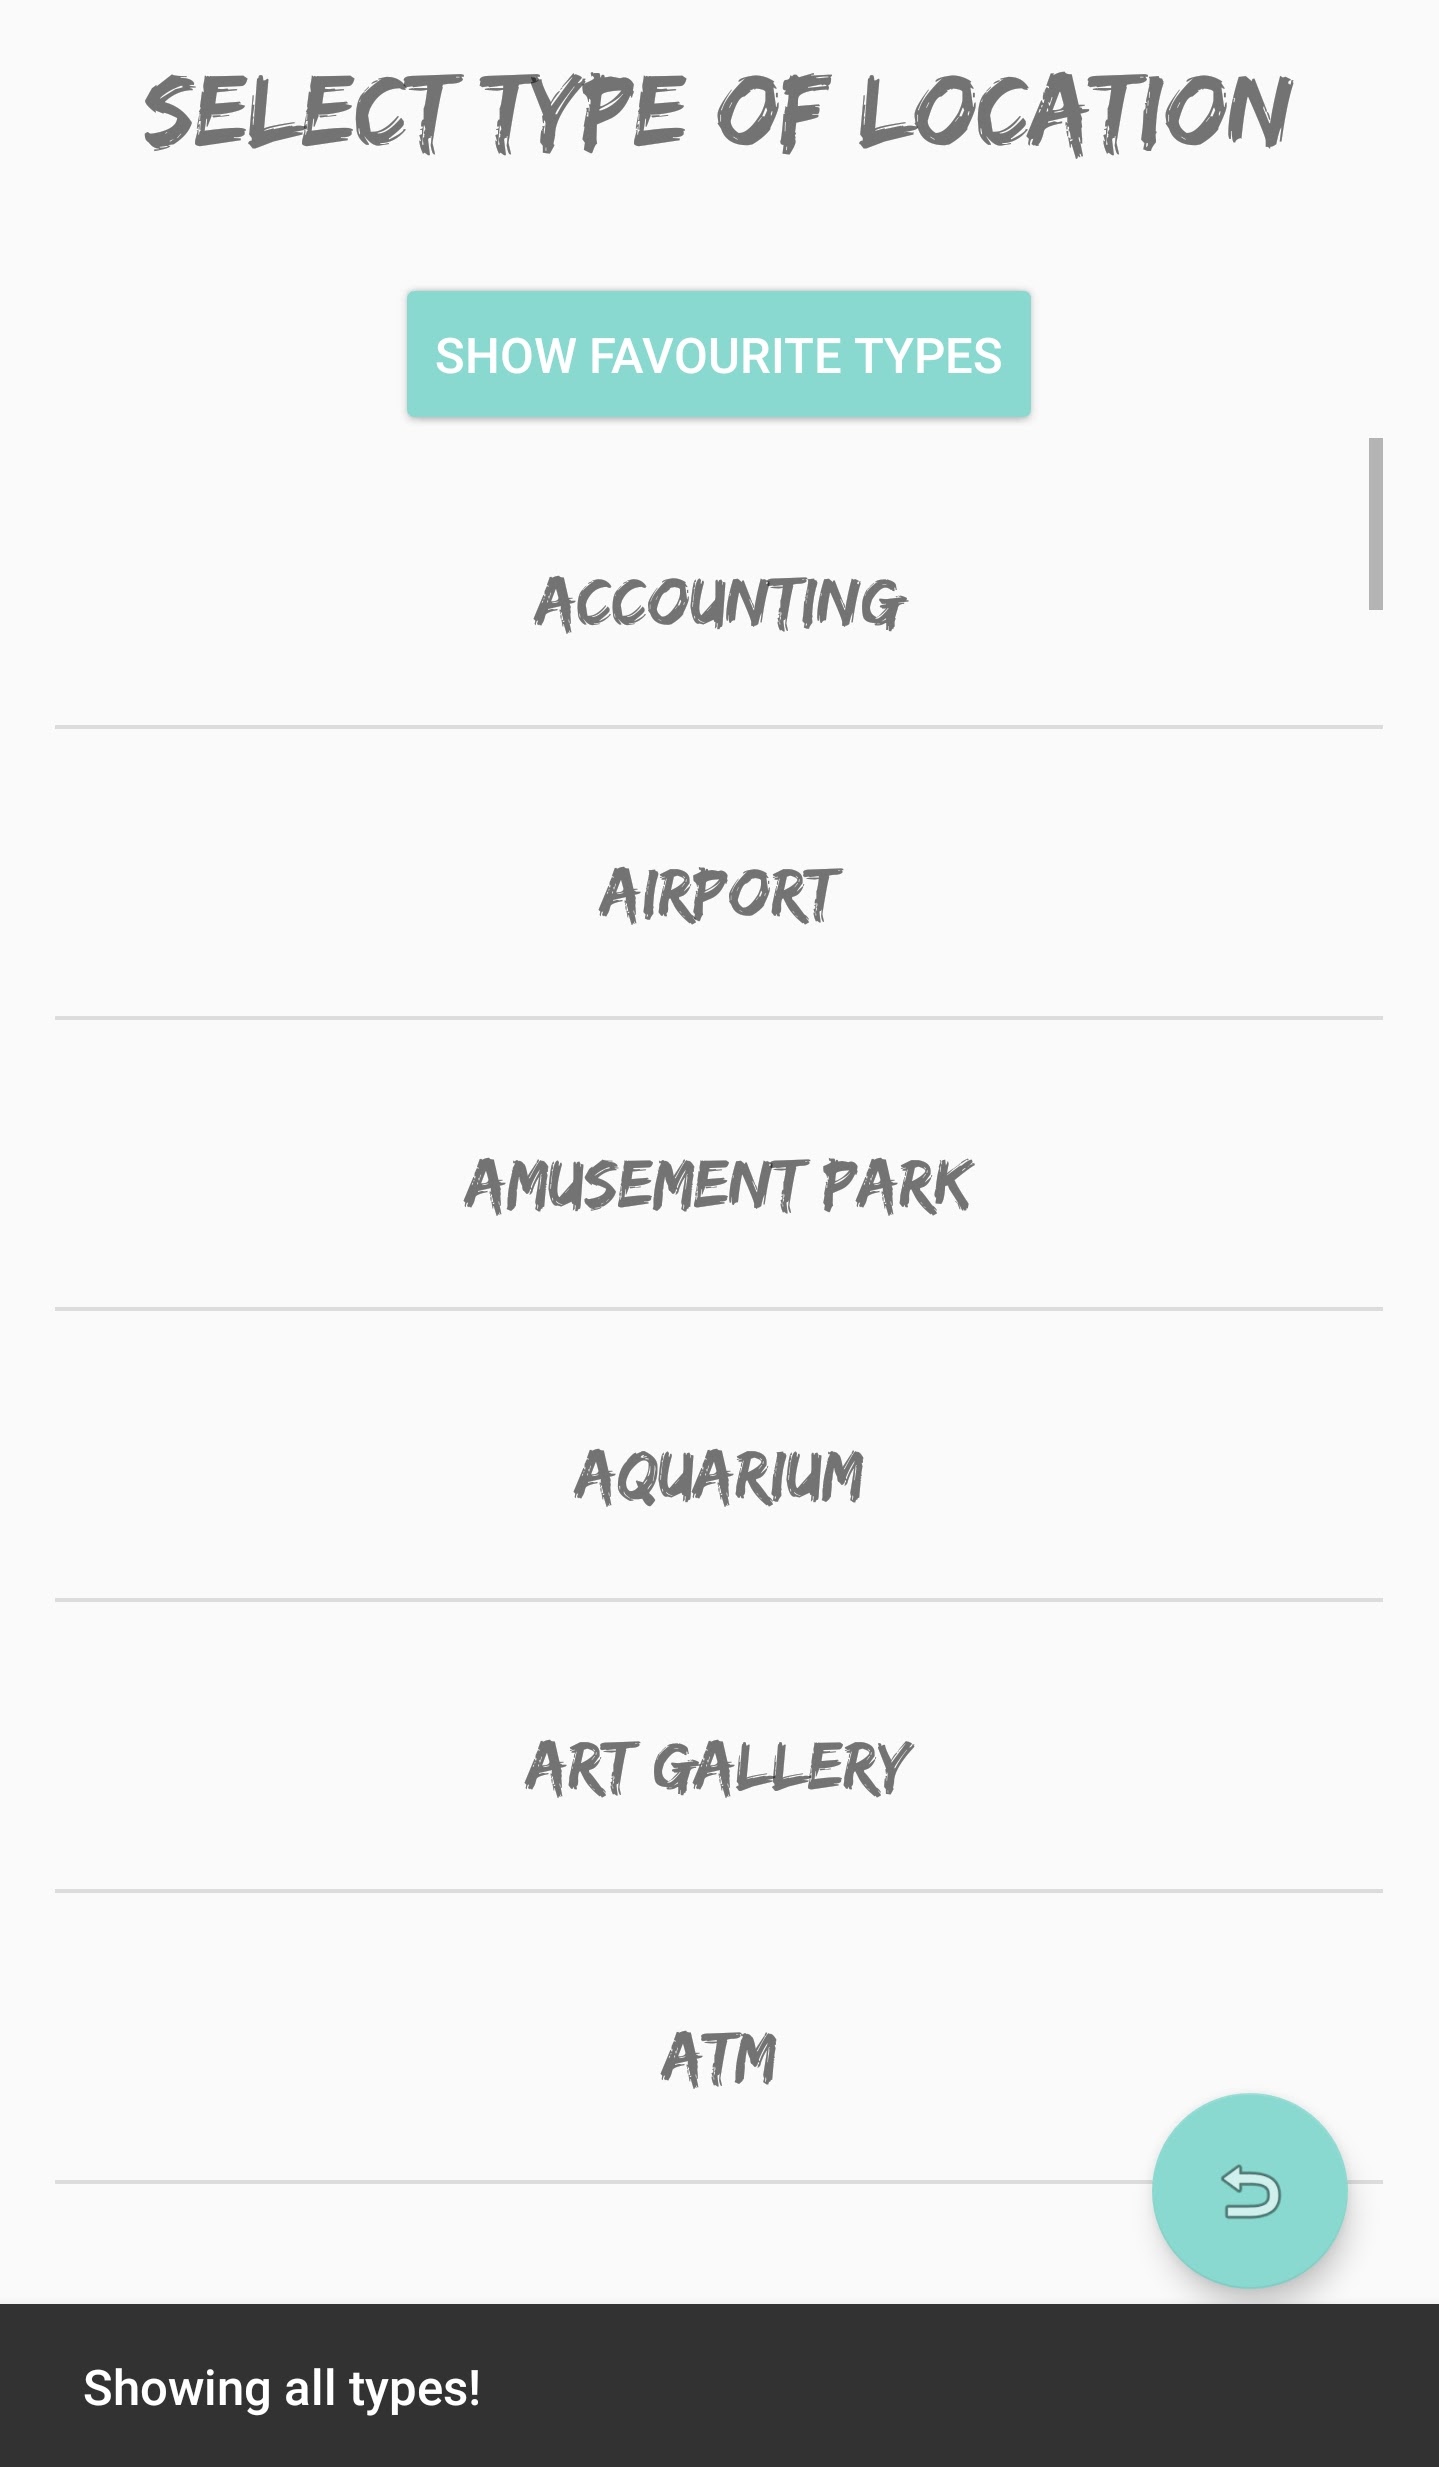 SELECT TYPE OF LOCATION
SHOW FAVOURITE TYPES
ACCOUNTING
AIRPORT
AMUSEMENT PARK
AQUARIUM
ART GALLERY
ATM
Showing all types!